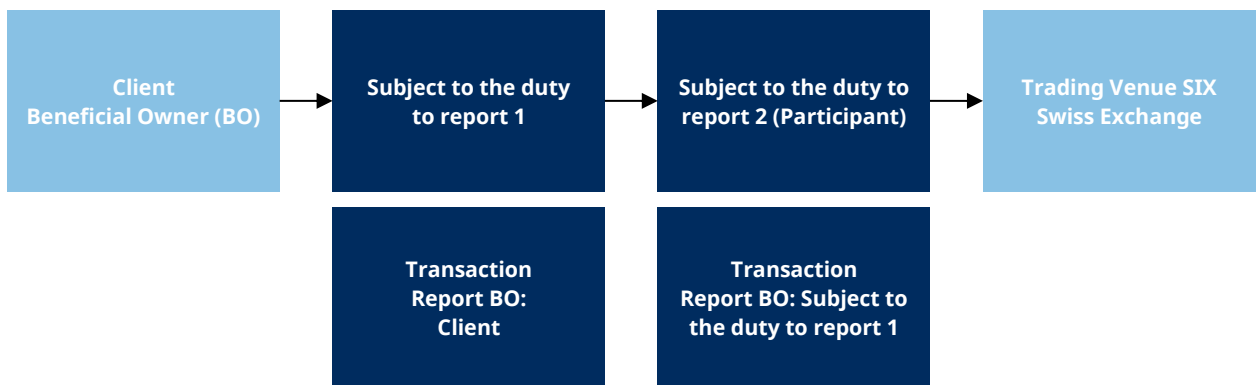 Client
Beneficial Owner (BO)
Subject to the duty
to report 1
Subject to the duty to
report 2 (Participant)
Trading Venue SIX
Swiss Exchange
Transaction
Report BO:
Client
Transaction
Report BO: Subject to
the duty to report 1